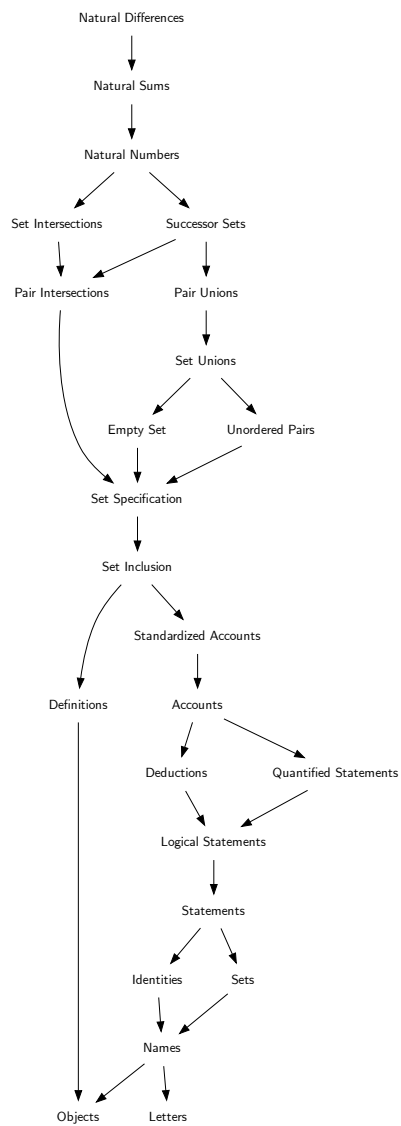 Natural Differences
Natural Sums
Natural Numbers
Set Intersections
Successor Sets
Pair Intersections
Pair Unions
Set Unions
Empty Set
Unordered Pairs
Set Specification
Set Inclusion
Standardized Accounts
Definitions
Accounts
Deductions
Quantified Statements
Logical Statements
Statements
Identities
Sets
Names
Objects
Letters